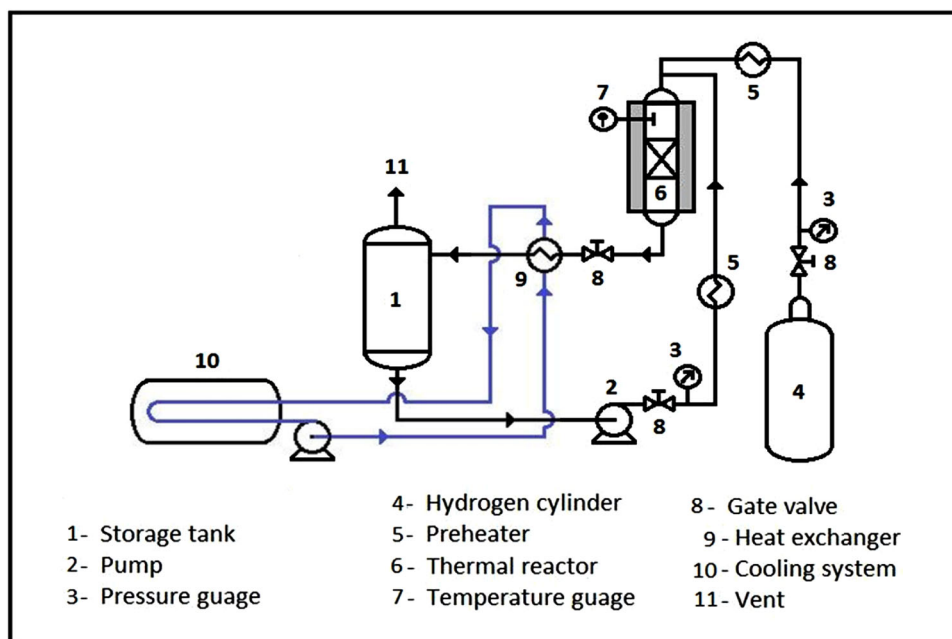 7
5
11
6
3
9
8
8
5
1
3
10
2
4
8
1- Storage tank
2- Pump
3- Pressure guage
4- Hydrogen cylinder
5- Preheater
6- Thermal reactor
7- Temperature guage
8- Gate valve
9- Heat exchanger
10- Cooling system
11- Vent